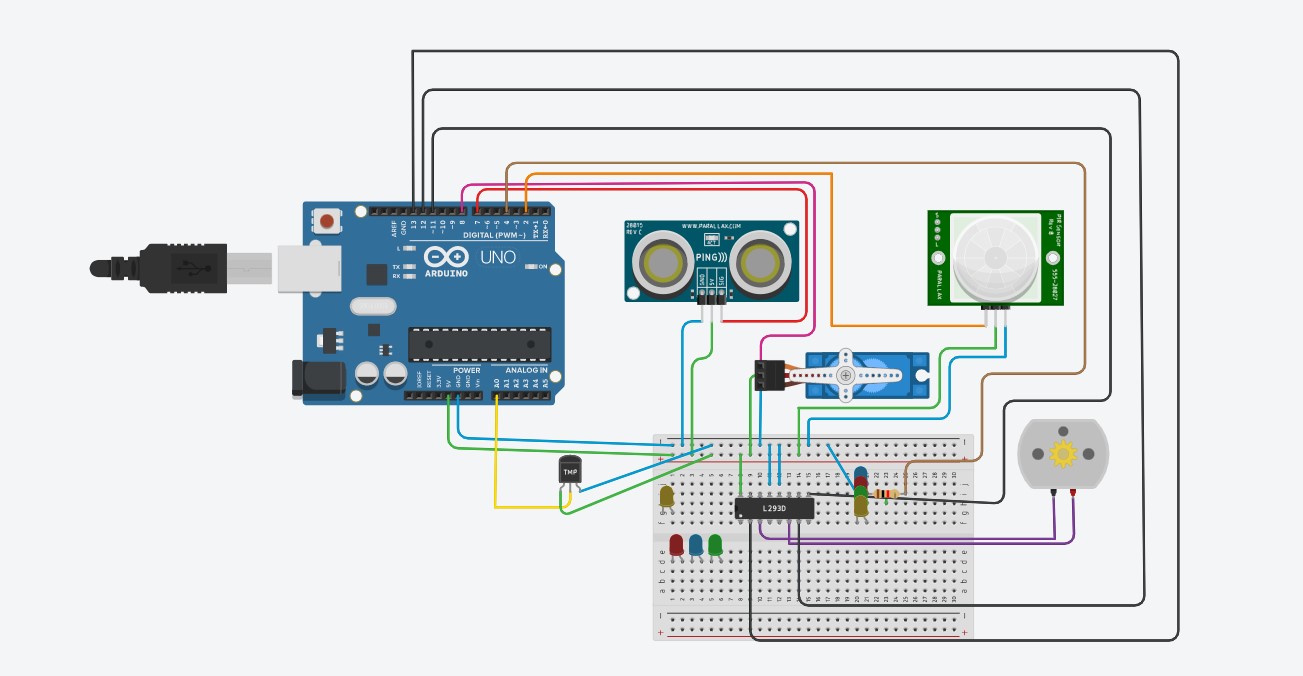 AREF
GND
13
12
~11
~10
~9
8
7
~6
~5
4
~3
2
TX→1
RX←0
DIGITAL (PWM~)
L
TX
RX
UNO
ARDUINO
ON
POWER
ANALOG IN
IOREF
RESET
3.3V
5V
GND
GND
Vin
A0
A1
A2
A3
A4
A5
28015
REV C
WWW.PARALLAX.COM
PING)))
GND
5V
SIG
PIR Sensor
Rev B
PARALLAX
555-28027
TMP
L293D